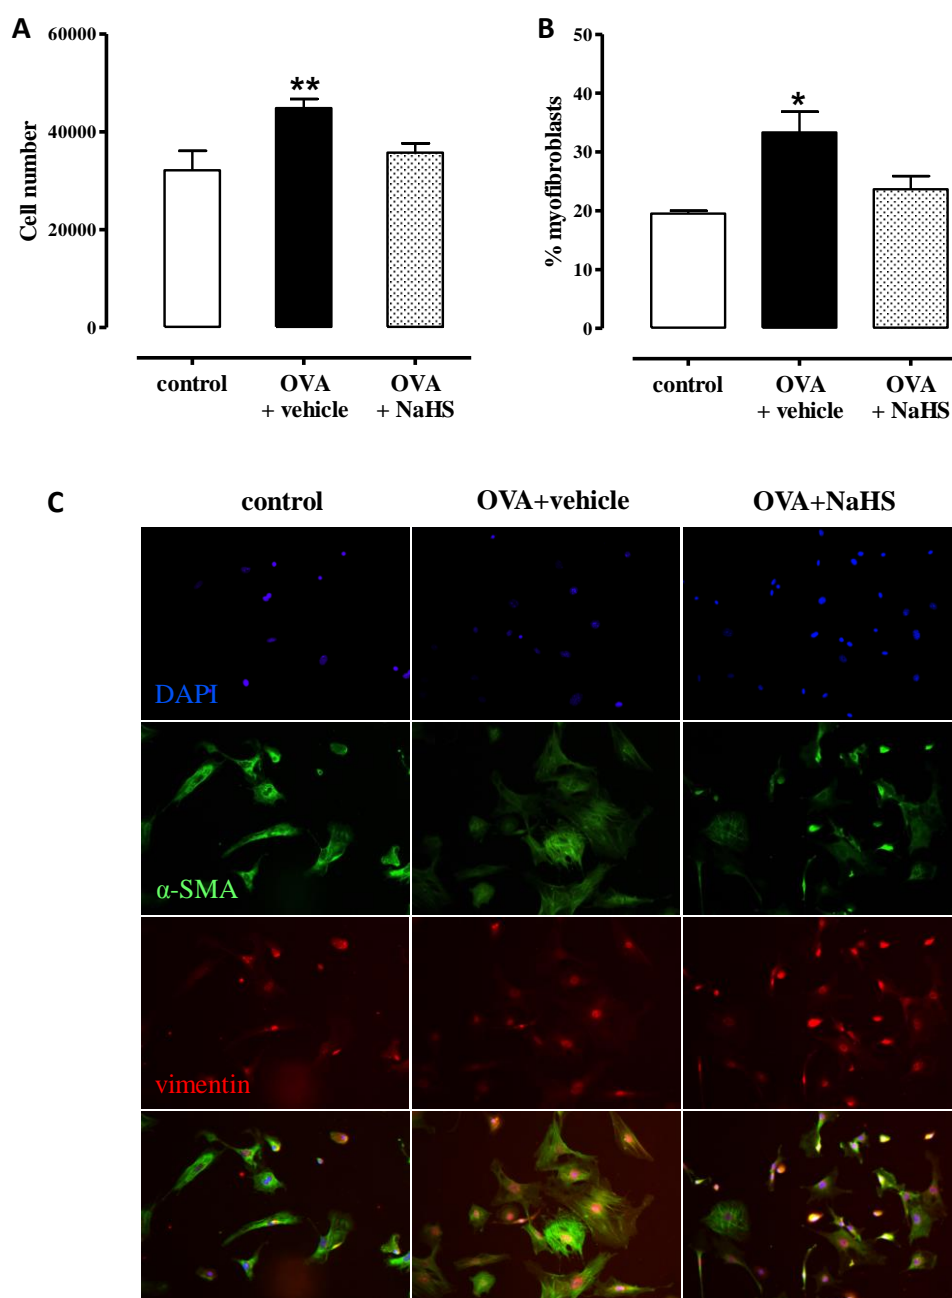 A
60000
40000
20000
0
Cell number
**
control
OVA
+ vehicle
OVA
+ NaHS
B
50
40
30
20
10
0
% myofibroblasts
*
control
OVA
+ vehicle
OVA
+ NaHS
C
control
OVA+vehicle
OVA+NaHS
DAPI
α-SMA
vimentin